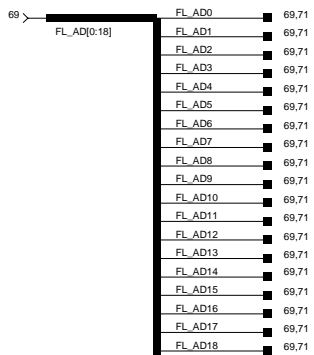 69 FL_AD0 69,71
FL_AD[0:18] FL_AD1 69,71
FL_AD2 69,71
FL_AD3 69,71
FL_AD4 69,71
FL_AD5 69,71
FL_AD6 69,71
FL_AD7 69,71
FL_AD8 69,71
FL_AD9 69,71
FL_AD10 69,71
FL_AD11 69,71
FL_AD12 69,71
FL_AD13 69,71
FL_AD14 69,71
FL_AD15 69,71
FL_AD16 69,71
FL_AD17 69,71
FL_AD18 69,71